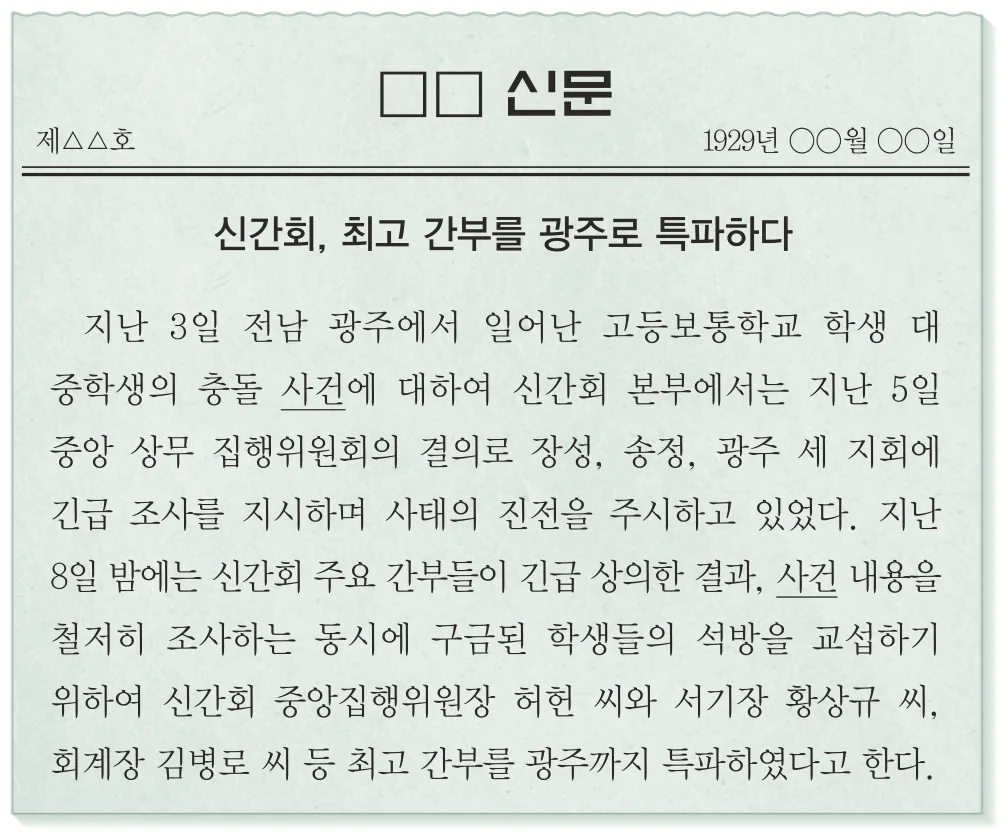 □□ 신문
제△△호 1929년 ○○월 ○○일
신간회, 최고 간부를 광주로 특파하다
지난 3일 전남 광주에서 일어난 고등보통학교 학생 대
중학생의 충돌 사건에 대하여 신간회 본부에서는 지난 5일
중앙 상무 집행위원회의 결의로 장성, 송정, 광주 세 지회에
긴급 조사를 지시하며 사태의 진전을 주시하고 있었다. 지난
8일 밤에는 신간회 주요 간부들이 긴급 상의한 결과, 사건 내용을
철저히 조사하는 동시에 구금된 학생들의 석방을 교섭하기
위하여 신간회 중앙집행위원장 허헌 씨와 서기장 황상규 씨,
회계장 김병로 씨 등 최고 간부를 광주까지 특파하였다고 한다.